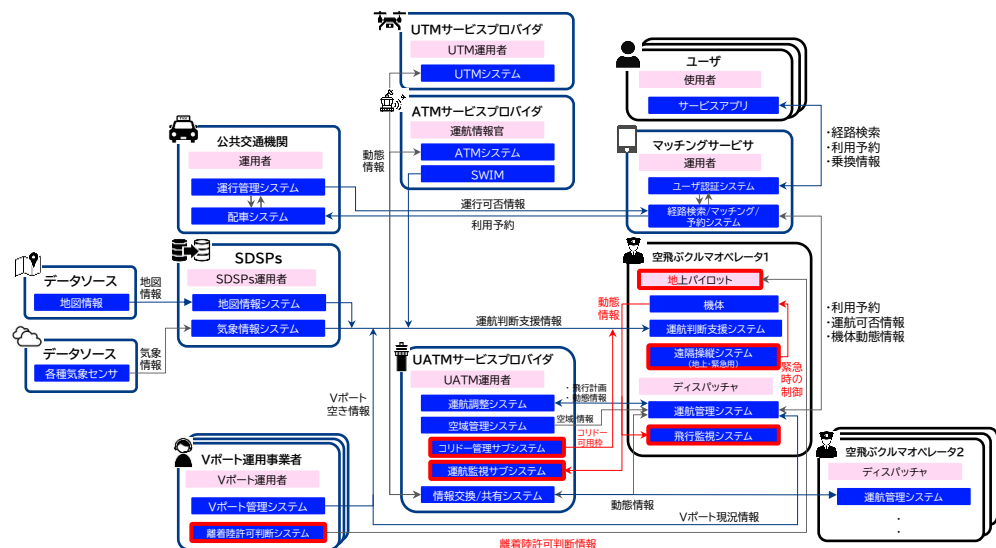 UTMサービスプロバイダ
UTM運用者
UTMシステム
ATMサービスプロバイダ
運航情報官
ATMシステム
SWIM
動態
情報
ユーザ
使用者
サービスアプリ
・経路検索
・利用予約
・乗換情報
TAXI
公共交通機関
運用者
運行管理システム
配車システム
運行可否情報
利用予約
マッチングサービサ
運用者
ユーザ認証システム
経路検索/マッチング/
予約システム
データソース
地図情報
地図
情報
データソース
各種気象センサ
気象
情報
SDSPs
SDSPs運用者
地図情報システム
気象情報システム
運航判断支援情報
空飛ぶクルマオペレータ1
地上パイロット
機体
運航判断支援システム
遠隔操縦システム
(地上・緊急用)
ディスパッチャ
運航管理システム
飛行監視システム
動態
情報
緊急
時の
制御
・利用予約
・運航可否情報
・機体動態情報
UATMサービスプロバイダ
UATM運用者
運航調整システム
空域管理システム
コリドー管理サブシステム
運航監視サブシステム
情報交換/共有システム
・飛行計画
・動態情報
空域情報
コリドー
可用枠
Vポート
空き情報
Vポート運用事業者
Vポート運用者
Vポート管理システム
離着陸許可判断システム
動態情報
Vポート現況情報
離着陸許可判断情報
空飛ぶクルマオペレータ2
ディスパッチャ
運航管理システム
・
・